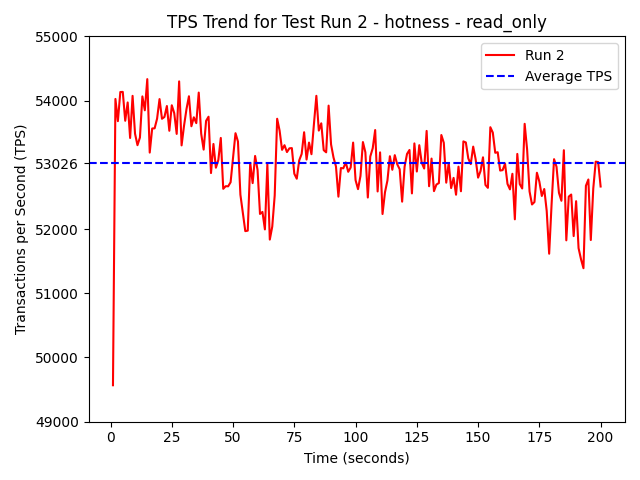 TPS Trend for Test Run 2 - hotness - read_only
Run 2
Average TPS
Transactions per Second (TPS)
55000
54000
53026
52000
51000
50000
49000
0 25 50 75 100 125 150 175 200
Time (seconds)